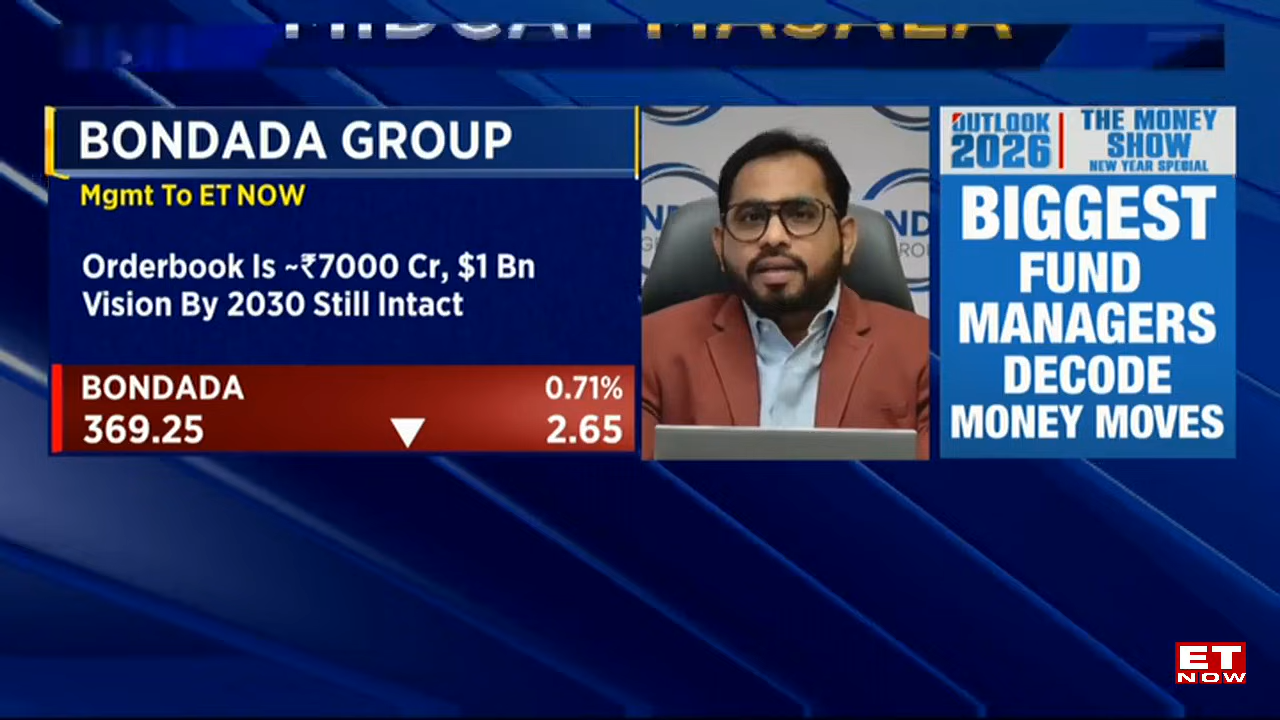 MIDCAP MASALA
BONDADA GROUP
Mgmt To ET NOW
Orderbook Is ~₹7000 Cr, $1 Bn
Vision By 2030 Still Intact
BONDADA 0.71%
369.25 2.65
OUTLOOK
2026
THE MONEY
SHOW
NEW YEAR SPECIAL
BIGGEST
FUND
MANAGERS
DECODE
MONEY MOVES
ET
NOW